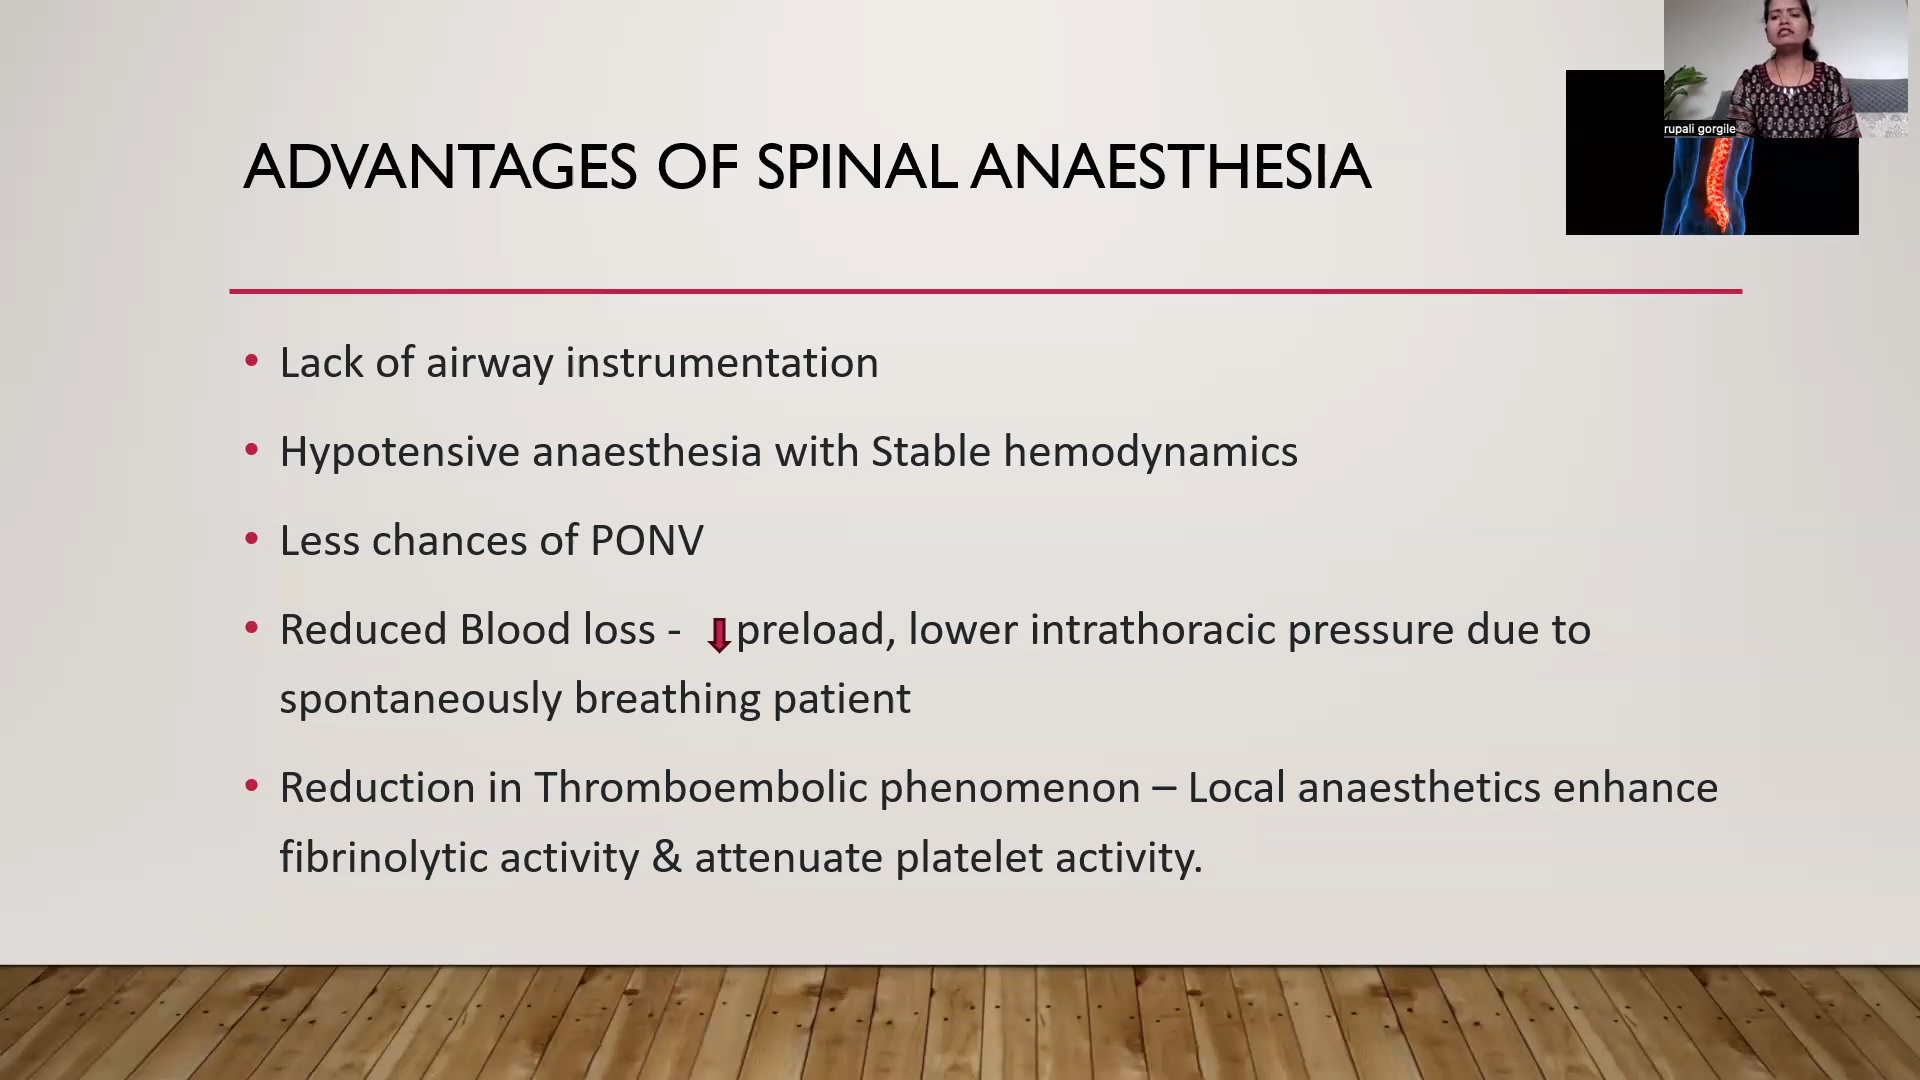 rupali gorgile
ADVANTAGES OF SPINAL ANAESTHESIA
• Lack of airway instrumentation
• Hypotensive anaesthesia with Stable hemodynamics
• Less chances of PONV
• Reduced Blood loss - ⬇preload, lower intrathoracic pressure due to
spontaneously breathing patient
• Reduction in Thromboembolic phenomenon – Local anaesthetics enhance
fibrinolytic activity & attenuate platelet activity.